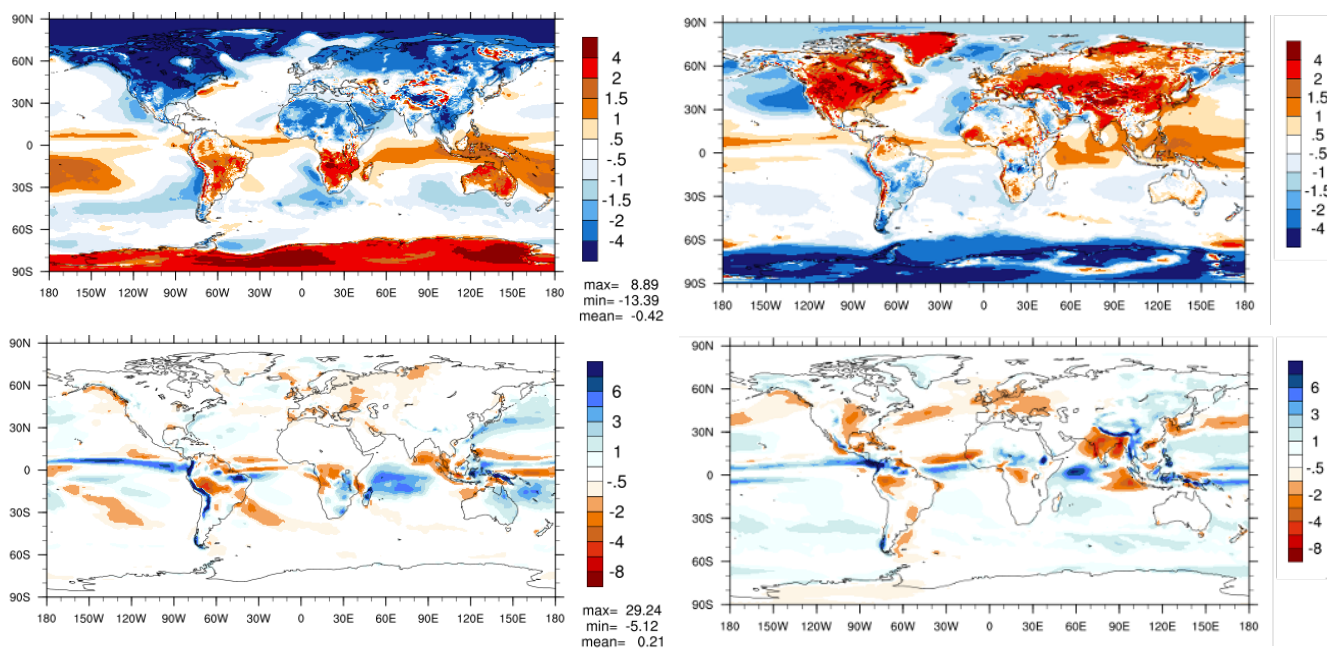 90N
60N
30N
0
30S
60S
90S
180 150W 120W 90W 60W 30W 0 30E 60E 90E 120E 150E 180
4
2
1.5
1
.5
-.5
-1
-1.5
-2
-4
max= 8.89
min= -13.39
mean= -0.42
90N
60N
30N
0
30S
60S
90S
180 150W 120W 90W 60W 30W 0 30E 60E 90E 120E 150E 180
4
2
1.5
1
.5
-.5
-1
-1.5
-2
-4
90N
60N
30N
0
30S
60S
90S
180 150W 120W 90W 60W 30W 0 30E 60E 90E 120E 150E 180
6
3
1
-.5
-2
-4
-8
max= 29.24
min= -5.12
mean= 0.21
90N
60N
30N
0
30S
60S
90S
180 150W 120W 90W 60W 30W 0 30E 60E 90E 120E 150E 180
6
3
1
-.5
-2
-4
-8